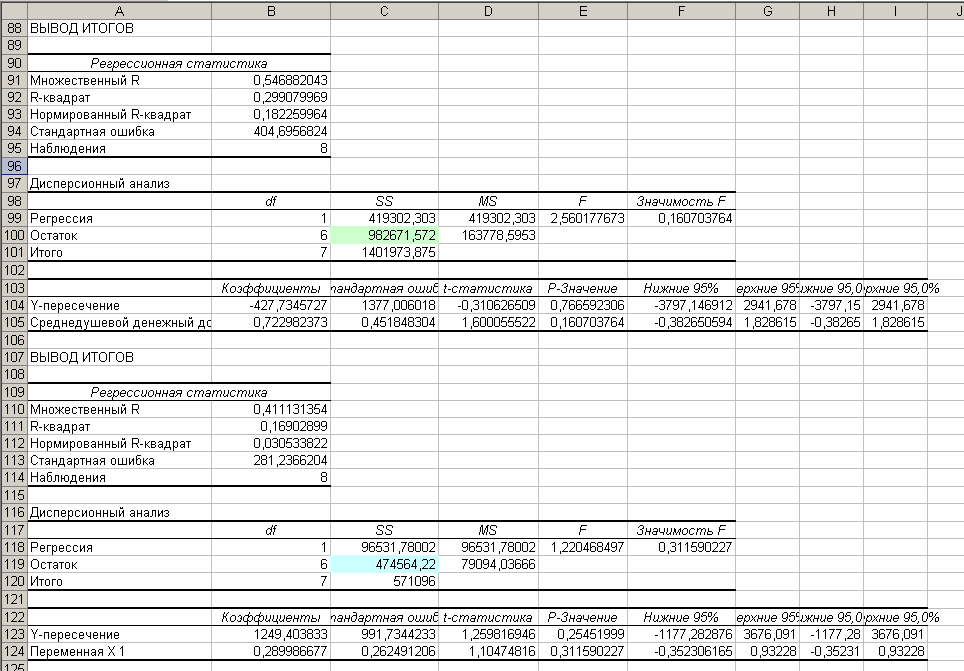 A B C D E F G H I J
88 ВЫВОД ИТОГОВ
89
90 Регрессионная статистика
91 Множественный R 0,546882043
92 R-квадрат 0,299079969
93 Нормированный R-квадрат 0,182259964
94 Стандартная ошибка 404,6956824
95 Наблюдения 8
96
97 Дисперсионный анализ
98 df SS MS F Значимость F
99 Регрессия 1 419302,303 419302,303 2,560177673 0,160703764
100 Остаток 6 982671,572 163778,5953
101 Итого 7 1401973,875
102
103 Коэффициенты тандартная ошиб t-статистика P-Значение Нижние 95% ерхние 95% ижние 95,0 рхние 95,0%
104 Y-пересечение -427,7345727 1377,006018 -0,310626509 0,766592306 -3797,146912 2941,678 -3797,15 2941,678
105 Среднедушевой денежный до 0,722982373 0,451848304 1,600055522 0,160703764 -0,382650594 1,828615 -0,38265 1,828615
106
107 ВЫВОД ИТОГОВ
108
109 Регрессионная статистика
110 Множественный R 0,411131354
111 R-квадрат 0,16902899
112 Нормированный R-квадрат 0,030533822
113 Стандартная ошибка 281,2366204
114 Наблюдения 8
115
116 Дисперсионный анализ
117 df SS MS F Значимость F
118 Регрессия 1 96531,78002 96531,78002 1,220468497 0,311590227
119 Остаток 6 474564,22 79094,03666
120 Итого 7 571096
121
122 Коэффициенты тандартная ошиб t-статистика P-Значение Нижние 95% ерхние 95% ижние 95,0 рхние 95,0%
123 Y-пересечение 1249,403833 991,7344233 1,259816946 0,25451999 -1177,282876 3676,091 -1177,28 3676,091
124 Переменная X 1 0,289986677 0,262491206 1,10474816 0,311590227 -0,352306165 0,93228 -0,35231 0,93228
125